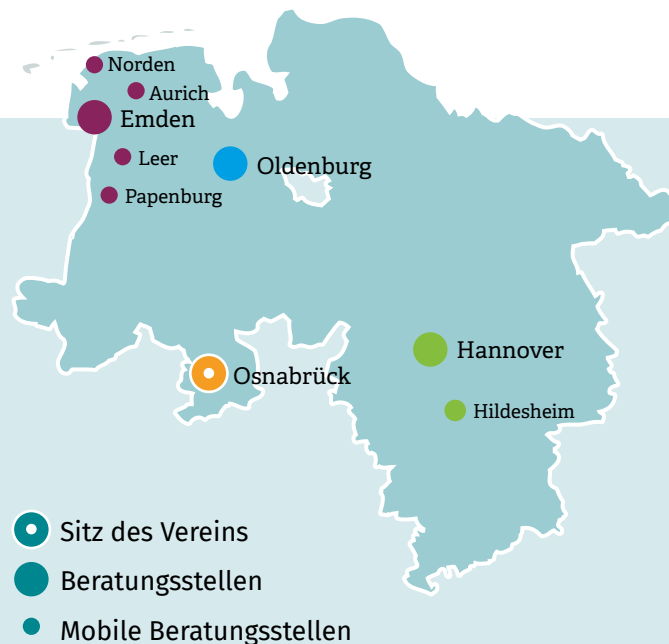 Norden
Aurich
Emden
Leer
Oldenburg
Papenburg
Hannover
Osnabrück
Hildesheim
Sitz des Vereins
Beratungsstellen
Mobile Beratungsstellen